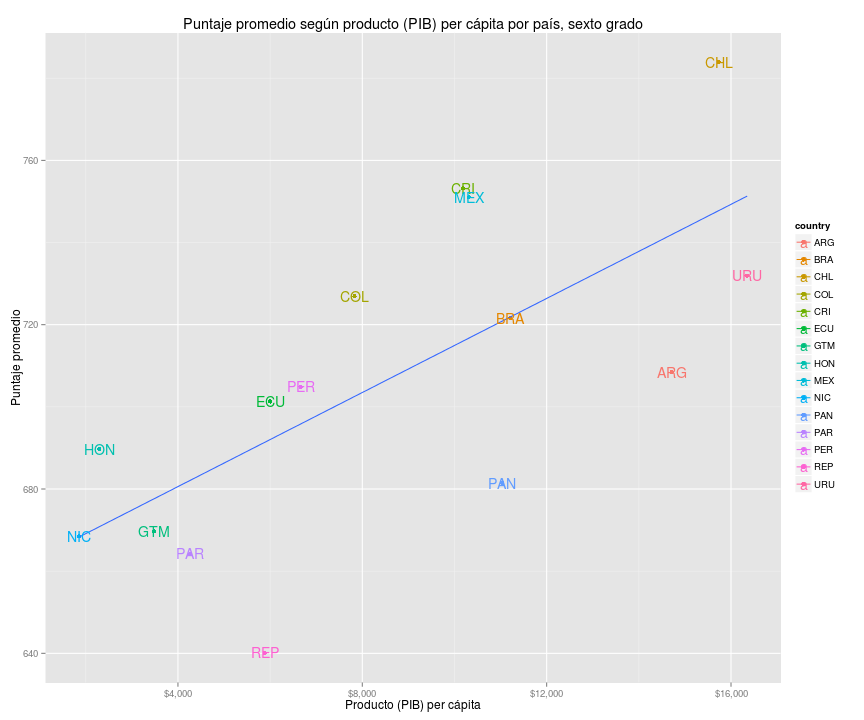 Puntaje promedio según producto (PIB) per cápita por país, sexto grado
CHL
760
CRI
MEX
URU
COL
720
BRA
PER
ARG
ECU
HON
680
PAN
NIC
GTM
PAR
640
REP
$4,000
$8,000
$12,000
$16,000
Producto (PIB) per cápita
Puntaje promedio
country
a ARG
a BRA
a CHL
a COL
a CRI
a ECU
a GTM
a HON
a MEX
a NIC
a PAN
a PAR
a PER
a REP
a URU